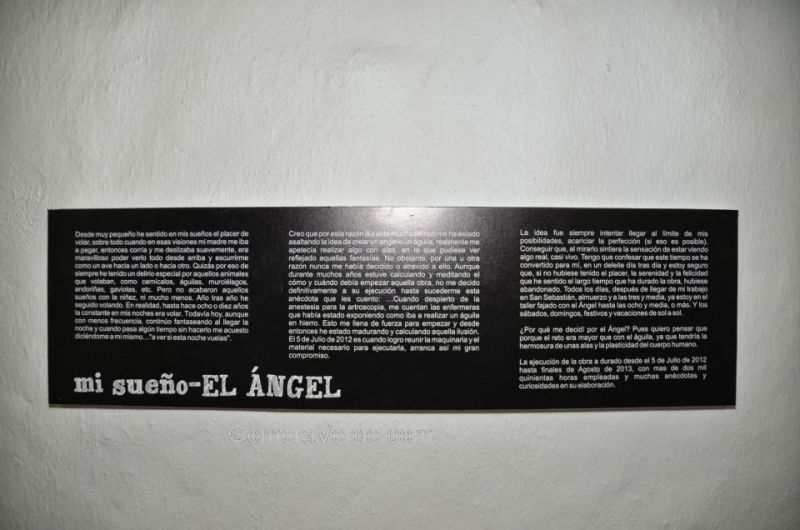 Desde muy pequeño he sentido en mis sueños el placer de
volar, sobre todo cuando en esas visiones mi madre me iba
a pegar, entonces corría y me deslizaba suavemente, era
maravilloso poder verlo todo desde arriba y escurrirme
como un ave hacia un lado o hacia otro. Quizás por eso de
siempre he tenido un delirio especial por aquellos animales
que volaban, como cernícalos, águilas, murciélagos,
andoriñas, gaviotas, etc. Pero no acabaron aquellos
sueños con la niñez, ni mucho menos. Año tras año he
seguido volando. En realidad, hasta hace ocho o diez años
la constante en mis noches era volar. Todavía hoy, aunque
con menos frecuencia, continúo fantaseando al llegar la
noche y cuando pasa algún tiempo sin hacerlo me acuesto
diciéndome a mi mismo..."a ver si esta noche vuelas".
mi sueño-EL ÁNGEL
Creo que por esta razón durante mucho tiempo me ha estado
asaltando la idea de crear un ángel o un águila, realmente me
apetecía realizar algo con alas, en lo que pudiese ver
reflejado aquellas fantasías. No obstante, por una u otra
razón nunca me había decidido o atrevido a ello. Aunque
durante muchos años estuve calculando y meditando el
cómo y cuándo debía empezar aquella obra, no me decido
definitivamente a su ejecución hasta sucederme esta
anécdota que les cuento: ...Cuando despierto de la
anestesia para la artroscopia, me cuentan las enfermeras
que había estado exponiendo como iba a realizar un águila
en hierro. Esto me llena de fuerza para empezar y desde
entonces he estado madurando y calculando aquella ilusión.
El 5 de Julio de 2012 es cuando logro reunir la maquinaria y el
material necesario para ejecutarla, arranca así mi gran
compromiso.
La idea fue siempre intentar llegar al límite de mis
posibilidades, acariciar la perfección (si eso es posible).
Conseguir que, al mirarlo sintiera la sensación de estar viendo
algo real, casi vivo. Tengo que confesar que este tiempo se ha
convertido para mí, en un deleite día tras día y estoy seguro
que, si no hubiese tenido el placer, la serenidad y la felicidad
que he sentido el largo tiempo que ha durado la obra, hubiese
abandonado. Todos los días, después de llegar de mi trabajo
en San Sebastián, almuerzo y a las tres y media, ya estoy en el
taller fajado con el Ángel hasta las ocho y media, o más. Y los
sábados, domingos, festivos y vacaciones de sol a sol.
¿Por qué me decidí por el Ángel? Pues quiero pensar que
porque el reto era mayor que con el águila, ya que tendría la
hermosura de unas alas y la plasticidad del cuerpo humano.
La ejecución de la obra a durado desde el 5 de Julio de 2012
hasta finales de Agosto de 2013, con mas de dos mil
quinientas horas empleadas y muchas anécdotas y
curiosidades en su elaboración.
GomeraVerde.com